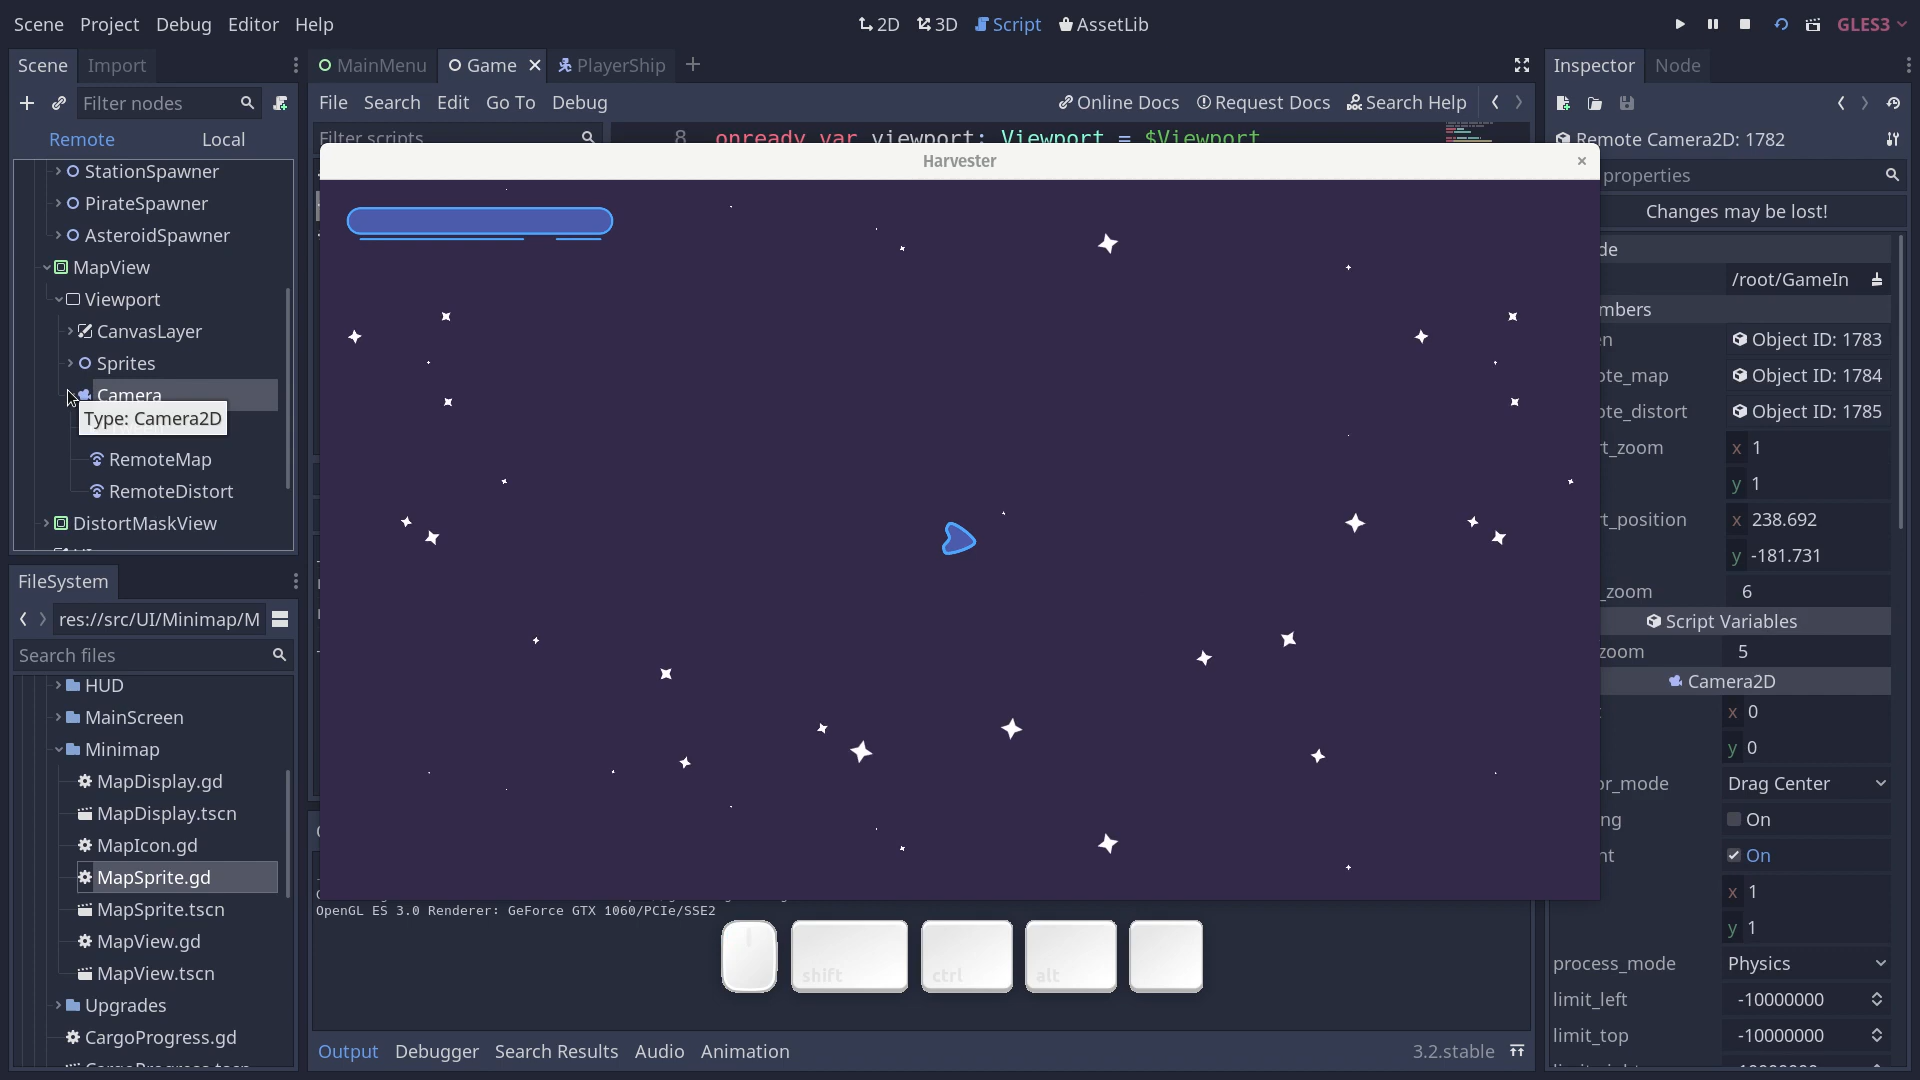 Scene Project Debug Editor Help
2D 3D Script AssetLib
GLES3
Scene Import
MainMenu Game PlayerShip
Inspector Node
Filter nodes
File Search Edit Go To Debug
Online Docs Request Docs Search Help
Remote Local
Filter scripts
8 onready var viewport: Viewport = $Viewport
Remote Camera2D: 1782
Harvester
StationSpawner
PirateSpawner
AsteroidSpawner
MapView
Viewport
CanvasLayer
Sprites
Camera
Type: Camera2D
RemoteMap
RemoteDistort
DistortMaskView
FileSystem
res://src/UI/Minimap/M
Search files
HUD
MainScreen
Minimap
MapDisplay.gd
MapDisplay.tscn
MapIcon.gd
MapSprite.gd
MapSprite.tscn
MapView.gd
MapView.tscn
Upgrades
CargoProgress.gd
properties
Changes may be lost!
de
/root/GameIn
mbers
en Object ID: 1783
ote_map Object ID: 1784
ote_distort Object ID: 1785
rt_zoom x 1
y 1
rt_position x 238.692
y -181.731
_zoom 6
Script Variables
zoom 5
Camera2D
x 0
y 0
or_mode Drag Center
ng On
nt On
x 1
y 1
process_mode Physics
limit_left -10000000
limit_top -10000000
OpenGL ES 3.0 Renderer: GeForce GTX 1060/PCIe/SSE2
shift ctrl alt
Output Debugger Search Results Audio Animation
3.2.stable